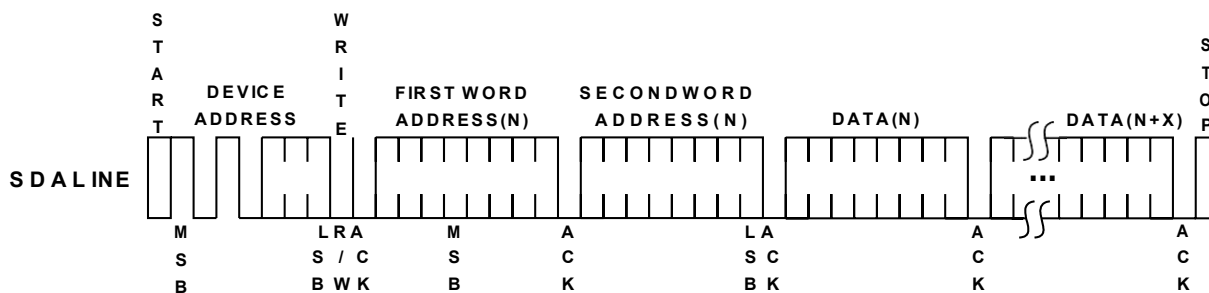 START
WRITE
STOP
DEVICE
ADDRESS
FIRST WORD
ADDRESS(N)
SECONDWORD
ADDRESS(N)
DATA(N)
DATA(N+X)
SDA LINE
...
MSB
LSB
R/W
ACK
MSB
ACK
LSB
ACK
ACK
ACK